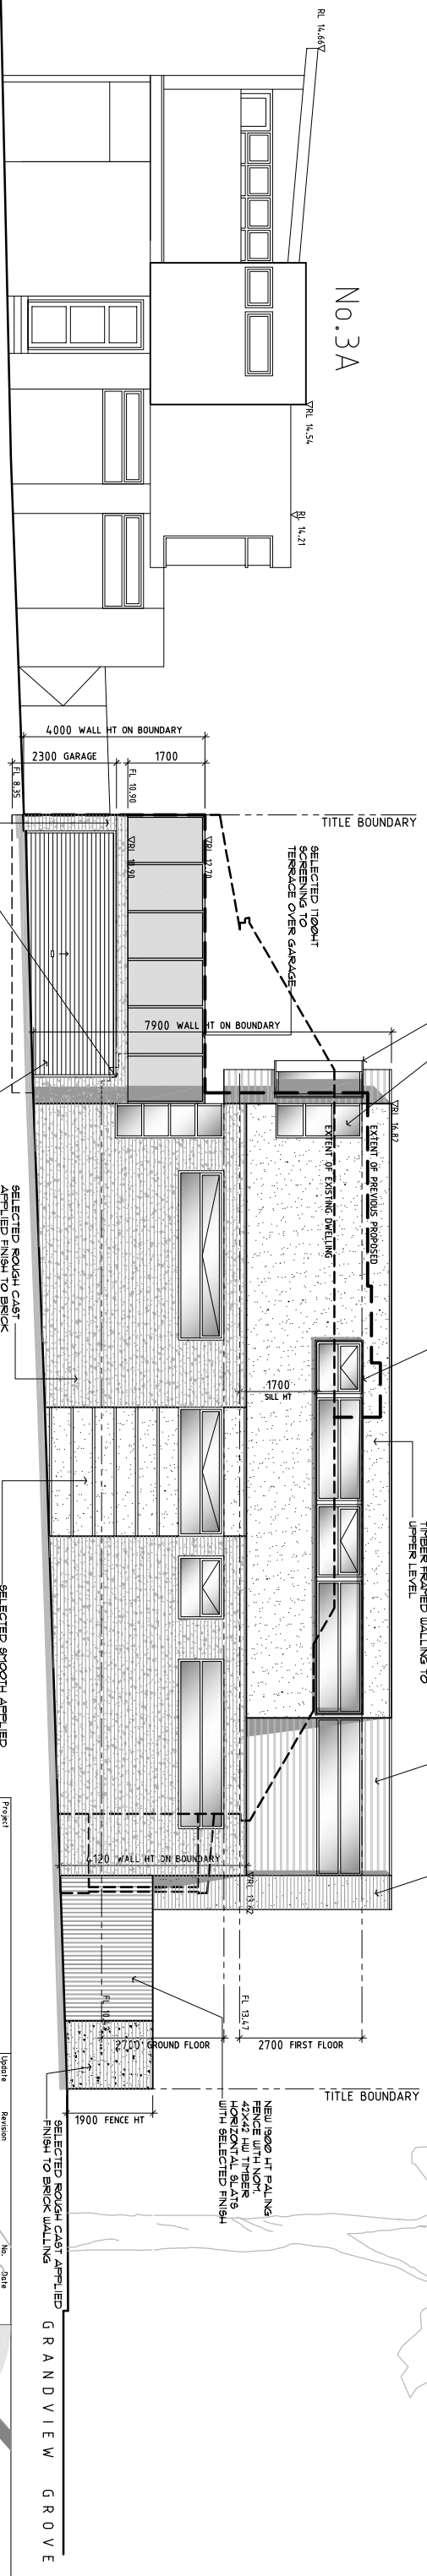 RL 14.66
No.3A
RL 14.54
RL 14.21
4000 WALL HT ON BOUNDARY
2300 GARAGE
1700
FL 8.35
FL 10.90
RL 10.90
RL 12.70
TITLE BOUNDARY
SELECTED 1700HT
SCREENING TO
TERRACE OVER GARAGE
7900 WALL HT ON BOUNDARY
RL 16.82
EXTENT OF PREVIOUS PROPOSED
EXTENT OF EXISTING DWELLING
SELECTED ROUGH CAST
APPLIED FINISH TO BRICK
1700
SILL HT
TIMBER FRAMED WALLING TO
UPPER LEVEL
SELECTED SMOOTH APPLIED
4120 WALL HT ON BOUNDARY
RL 13.62
FL 13.47
2700 GROUND FLOOR
2700 FIRST FLOOR
TITLE BOUNDARY
1900 FENCE HT
NEW 1900 HT PALING
FENCE WITH NOM.
42X42 HW TIMBER
HORIZONTAL SLATS
WITH SELECTED FINISH
SELECTED ROUGH CAST APPLIED
FINISH TO BRICK WALLING
GRANDVIEW GROVE
Project
Update
Revision
No.
Date